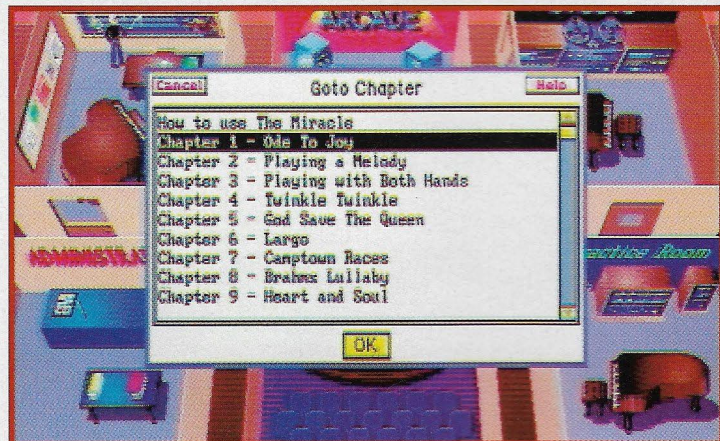 ARCADE
Cancel
Goto Chapter
Help
How to use The Miracle
Chapter 1 - Ode To Joy
Chapter 2 - Playing a Melody
Chapter 3 - Playing with Both Hands
Chapter 4 - Twinkle Twinkle
Chapter 5 - God Save The Queen
Chapter 6 - Largo
Chapter 7 - Camptown Races
Chapter 8 - Brahms Lullaby
Chapter 9 - Heart and Soul
ADMINISTRA
actice Room
OK